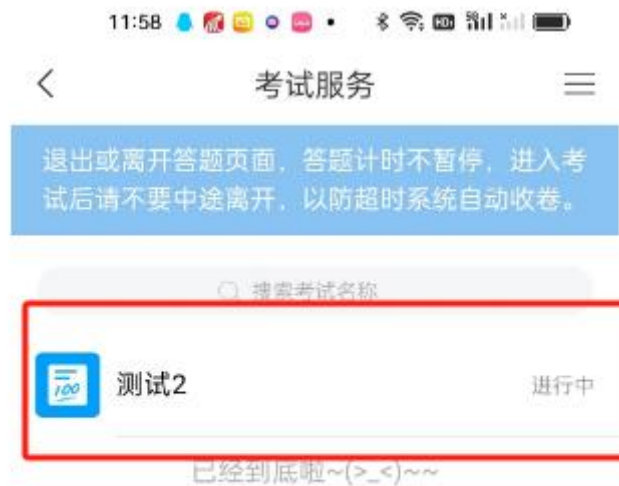 11:58
考试服务
退出或离开答题页面，答题计时不暂停，进入考
试后请不要中途离开，以防超时系统自动收卷。
搜索考试名称
100
测试2
进行中
已经到底啦~(>_<)~~